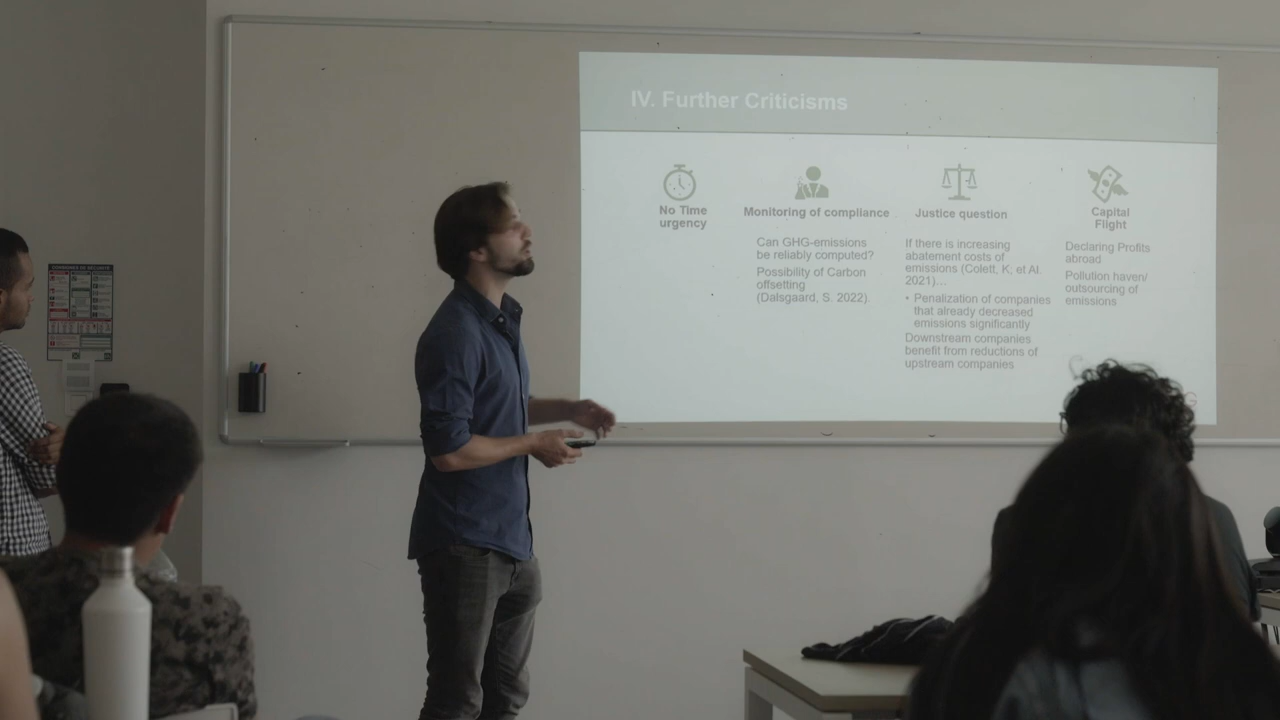 CONSIGNES DE SÉCURITÉ
IV. Further Criticisms
No Time
urgency
Monitoring of compliance
Can GHG-emissions
be reliably computed?
Possibility of Carbon
offsetting
(Dalsgaard, S. 2022).
Justice question
If there is increasing
abatement costs of
emissions (Colett, K; et Al.
2021)…
• Penalization of companies
that already decreased
emissions significantly
Downstream companies
benefit from reductions of
upstream companies
Capital
Flight
Declaring Profits
abroad
Pollution haven/
outsourcing of
emissions